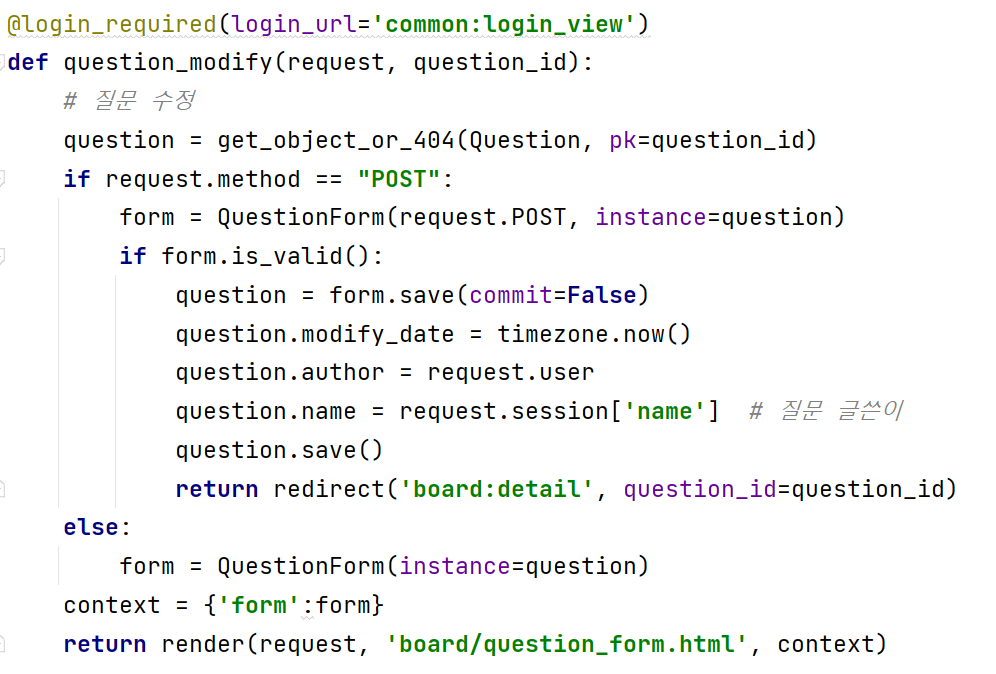 @login_required(login_url='common:login_view')
def question_modify(request, question_id):
    # 질문 수정
    question = get_object_or_404(Question, pk=question_id)
    if request.method == "POST":
        form = QuestionForm(request.POST, instance=question)
        if form.is_valid():
            question = form.save(commit=False)
            question.modify_date = timezone.now()
            question.author = request.user
            question.name = request.session['name']  # 질문 글쓴이
            question.save()
            return redirect('board:detail', question_id=question_id)
    else:
        form = QuestionForm(instance=question)
    context = {'form':form}
    return render(request, 'board/question_form.html', context)